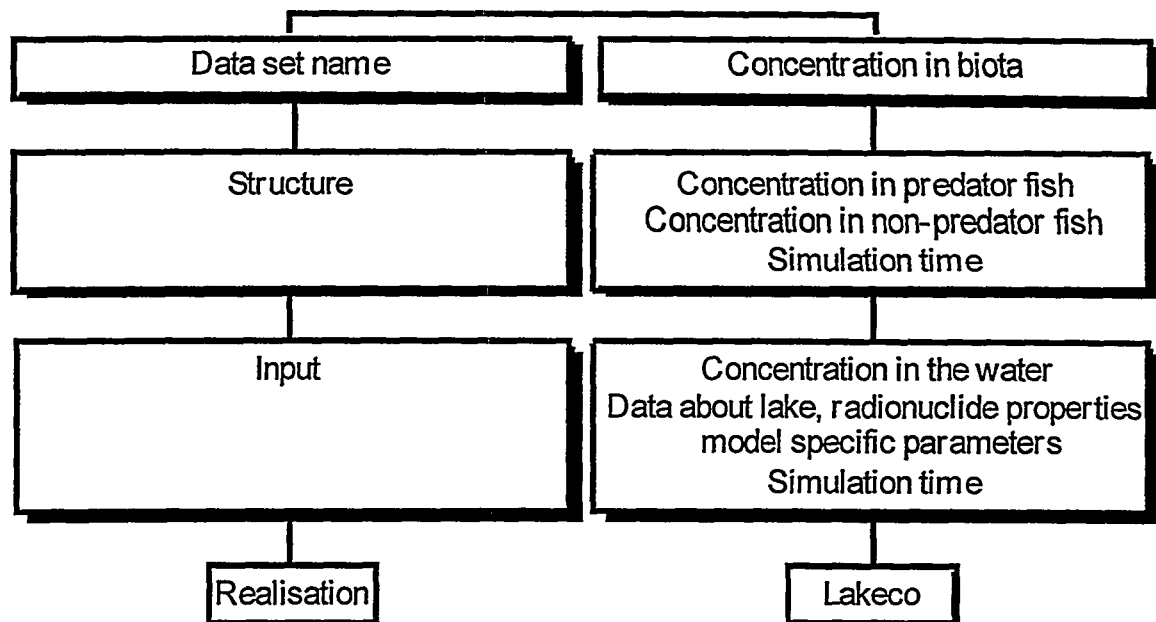 Data set name
Concentration in biota
Structure
Concentration in predator fish
Concentration in non-predator fish
Simulation time
Input
Concentration in the water
Data about lake, radionuclide properties
model specific parameters
Simulation time
Realisation
Lakeco